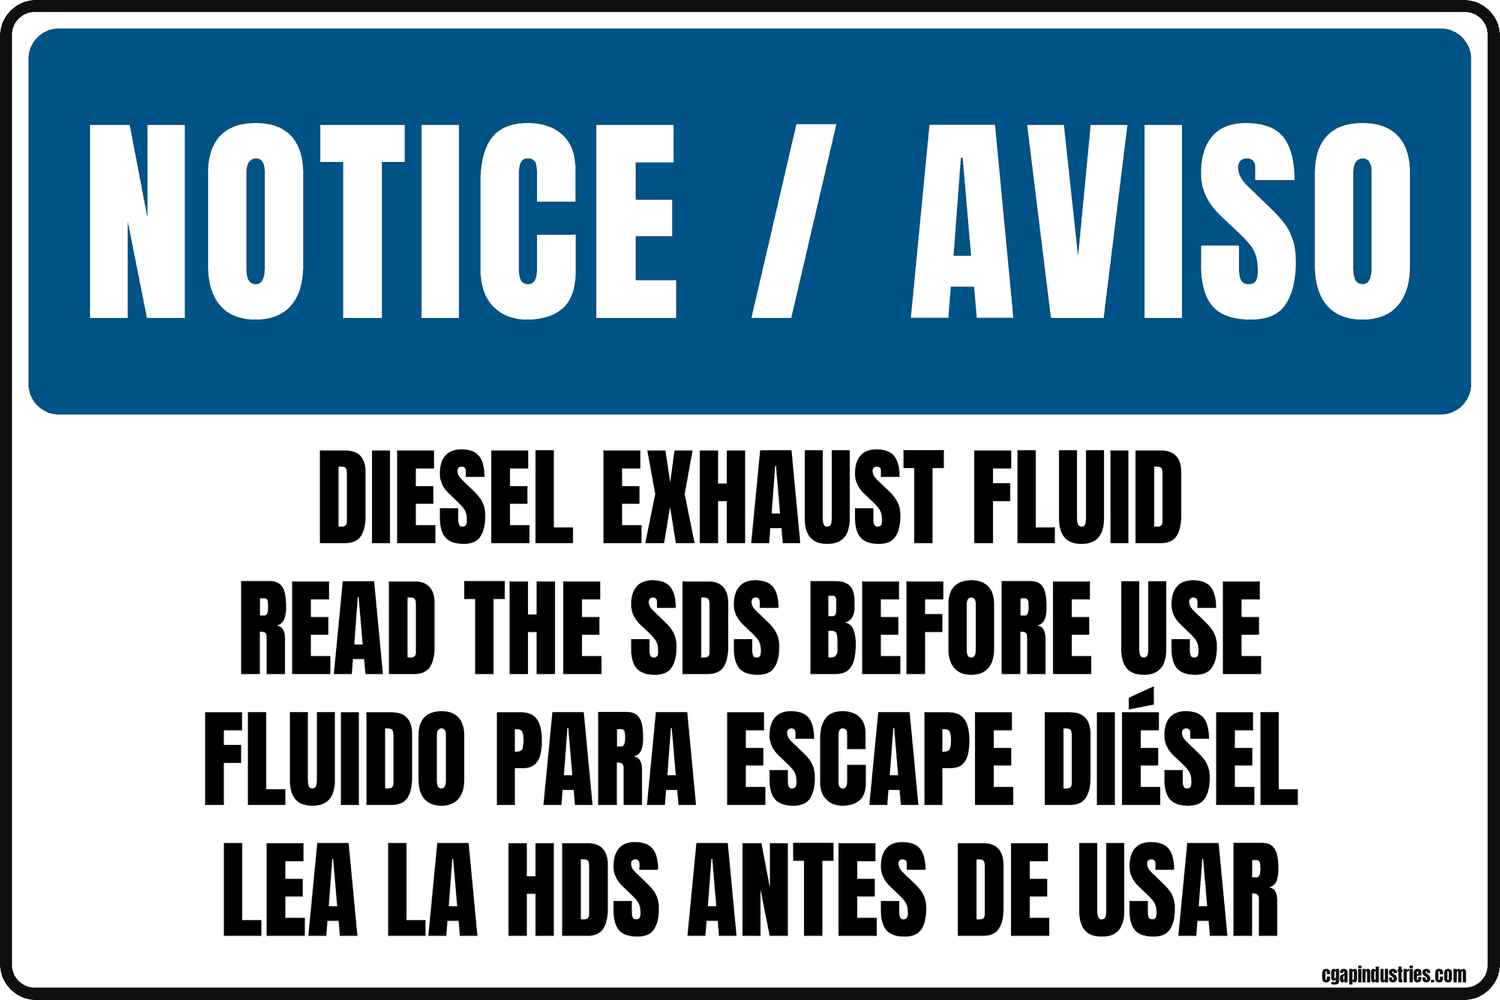 NOTICE / AVISO
DIESEL EXHAUST FLUID
READ THE SDS BEFORE USE
FLUIDO PARA ESCAPE DIÉSEL
LEA LA HDS ANTES DE USAR
cgapindustries.com